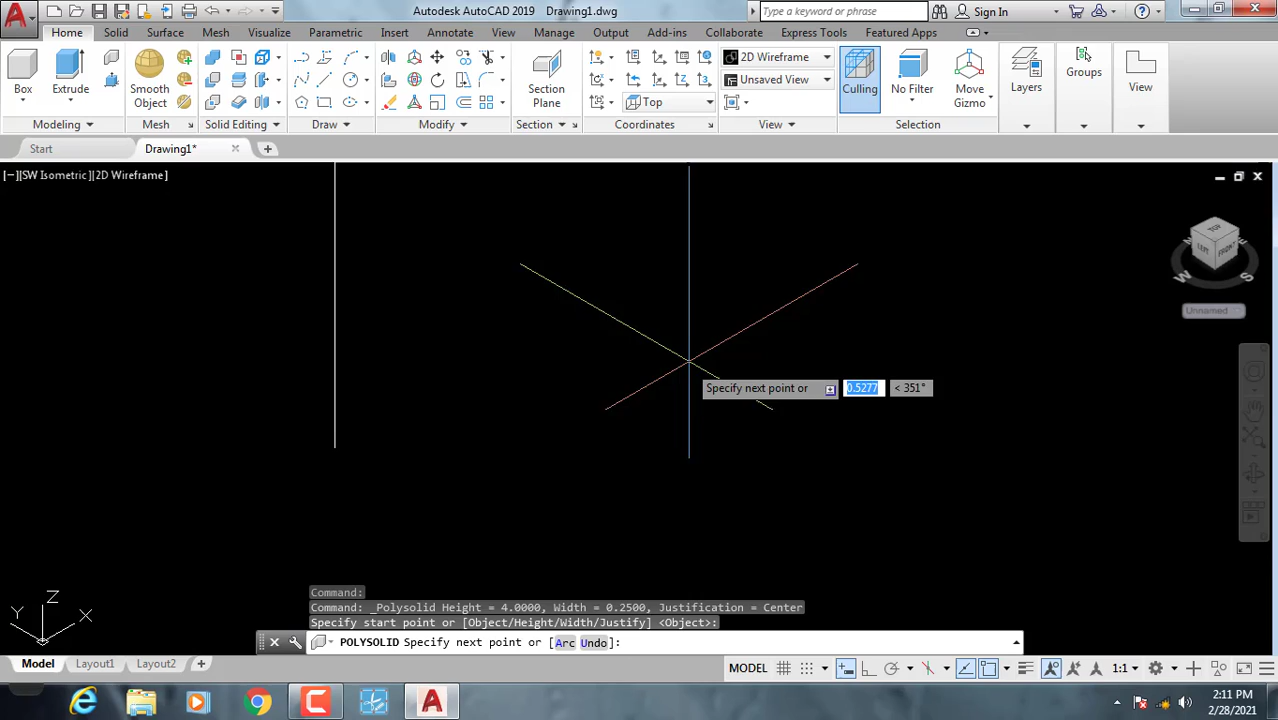 Autodesk AutoCAD 2019 Drawing1.dwg
Type a keyword or phrase
Sign In
Home Solid Surface Mesh Visualize Parametric Insert Annotate View Manage Output Add-ins Collaborate Express Tools Featured Apps
Box
Extrude
Smooth
Object
Section
Plane
2D Wireframe
Unsaved View
Top
Culling
No Filter
Move
Gizmo
Layers
Groups
View
Modeling Mesh Solid Editing Draw Modify Section Coordinates View Selection
Start Drawing1*
[−][SW Isometric][2D Wireframe]
TOP
LEFT FRONT
W S
Unnamed
Specify next point or 0.5277 < 351°
Z
Y X
Command:
Command: _Polysolid Height = 4.0000, Width = 0.2500, Justification = Center
Specify start point or [Object/Height/Width/Justify] <Object>:
POLYSOLID Specify next point or [Arc Undo]:
Model Layout1 Layout2 +
MODEL 1:1
2:11 PM
2/28/2021